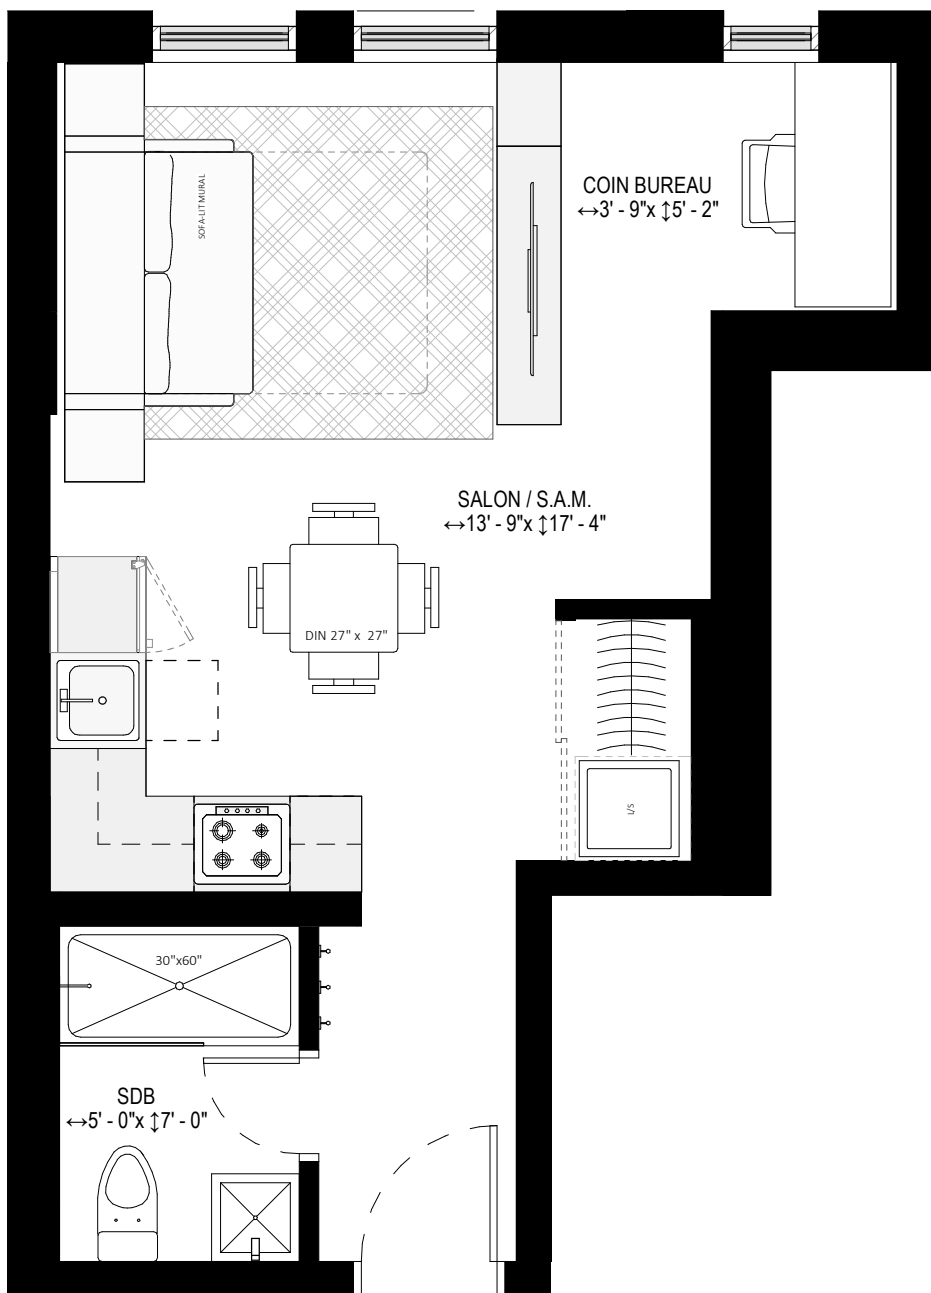 SOFA-LIT MURAL
COIN BUREAU
↔3' - 9"x ↕5' - 2"
SALON / S.A.M.
↔13' - 9"x ↕17' - 4"
DIN 27" x 27"
L/S
30"x60"
SDB
↔5' - 0"x ↕7' - 0"